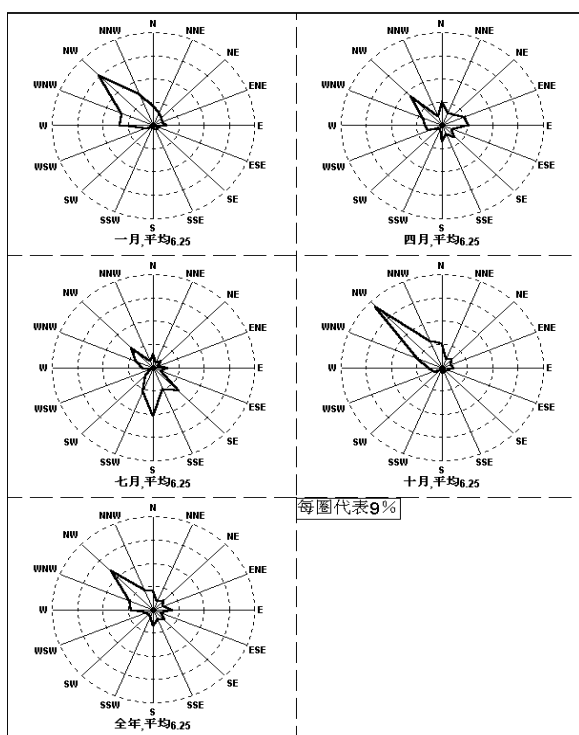 N
NNW NNE
NW NE
WNW ENE
W E
WSW ESE
SW SE
SSW SSE
S
一月,平均6.25
N
NNW NNE
NW NE
WNW ENE
W E
WSW ESE
SW SE
SSW SSE
S
四月,平均6.25
N
NNW NNE
NW NE
WNW ENE
W E
WSW ESE
SW SE
SSW SSE
S
七月,平均6.25
N
NNW NNE
NW NE
WNW ENE
W E
WSW ESE
SW SE
SSW SSE
S
十月,平均6.25
每圈代表9%
N
NNW NNE
NW NE
WNW ENE
W E
WSW ESE
SW SE
SSW SSE
S
全年,平均6.25